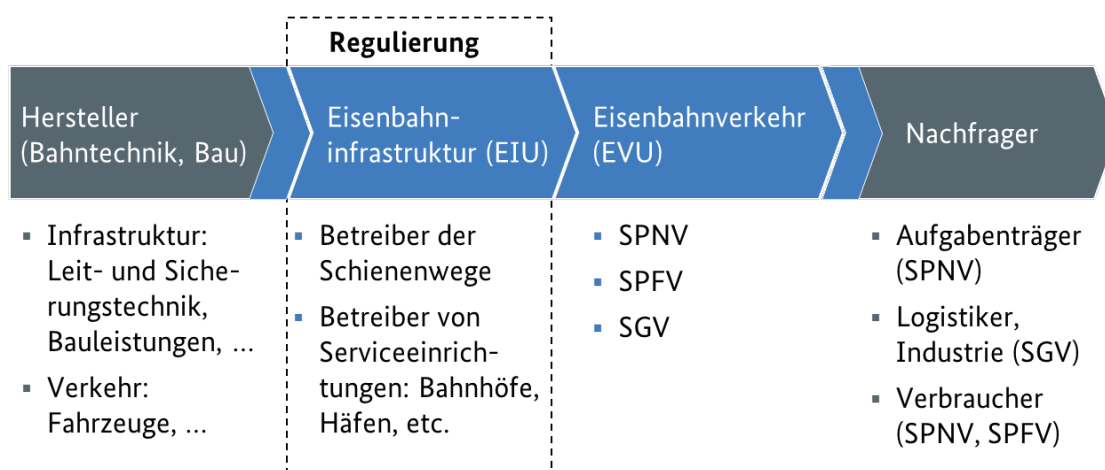 Regulierung
Hersteller
(Bahntechnik, Bau)
Eisenbahn-
infrastruktur (EIU)
Eisenbahnverkehr
(EVU)
Nachfrager
▪ Infrastruktur:
Leit- und Siche-
rungstechnik,
Bauleistungen, ...
▪ Verkehr:
Fahrzeuge, ...
▪ Betreiber der
Schienenwege
▪ Betreiber von
Serviceeinrich-
tungen: Bahnhöfe,
Häfen, etc.
▪ SPNV
▪ SPFV
▪ SGV
▪ Aufgabenträger
(SPNV)
▪ Logistiker,
Industrie (SGV)
▪ Verbraucher
(SPNV, SPFV)